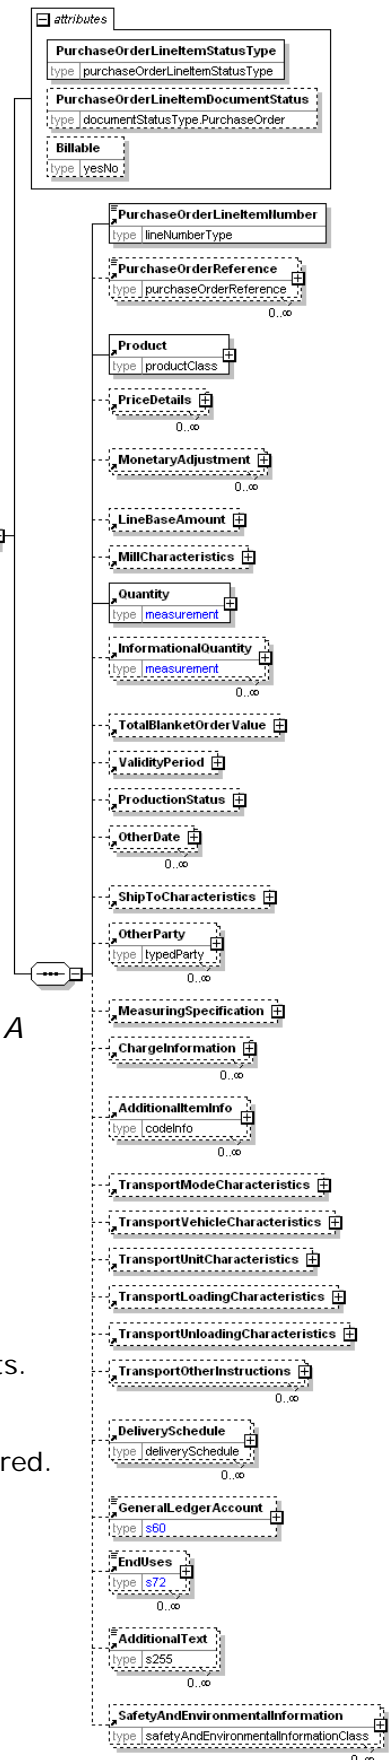 attributes
PurchaseOrderLineItemStatusType
type purchaseOrderLineItemStatusType
PurchaseOrderLineItemDocumentStatus
type documentStatusType.PurchaseOrder
Billable
type yesNo
PurchaseOrderLineItemNumber
type lineNumberType
PurchaseOrderReference
type purchaseOrderReference
0..∞
Product
type productClass
PriceDetails
0..∞
MonetaryAdjustment
0..∞
LineBaseAmount
MillCharacteristics
Quantity
type measurement
InformationalQuantity
type measurement
0..∞
TotalBlanketOrderValue
ValidityPeriod
ProductionStatus
OtherDate
0..∞
ShipToCharacteristics
OtherParty
type typedParty
0..∞
MeasuringSpecification
A
ChargeInformation
0..∞
AdditionalItemInfo
type codeInfo
0..∞
TransportModeCharacteristics
TransportVehicleCharacteristics
TransportUnitCharacteristics
TransportLoadingCharacteristics
TransportUnloadingCharacteristics
ts.
TransportOtherInstructions
0..∞
DeliverySchedule
type deliverySchedule
red.
0..∞
GeneralLedgerAccount
type s60
EndUses
type s72
0..∞
AdditionalText
type s255
0..∞
SafetyAndEnvironmentalInformation
type safetyAndEnvironmentalInformationClass
0..∞